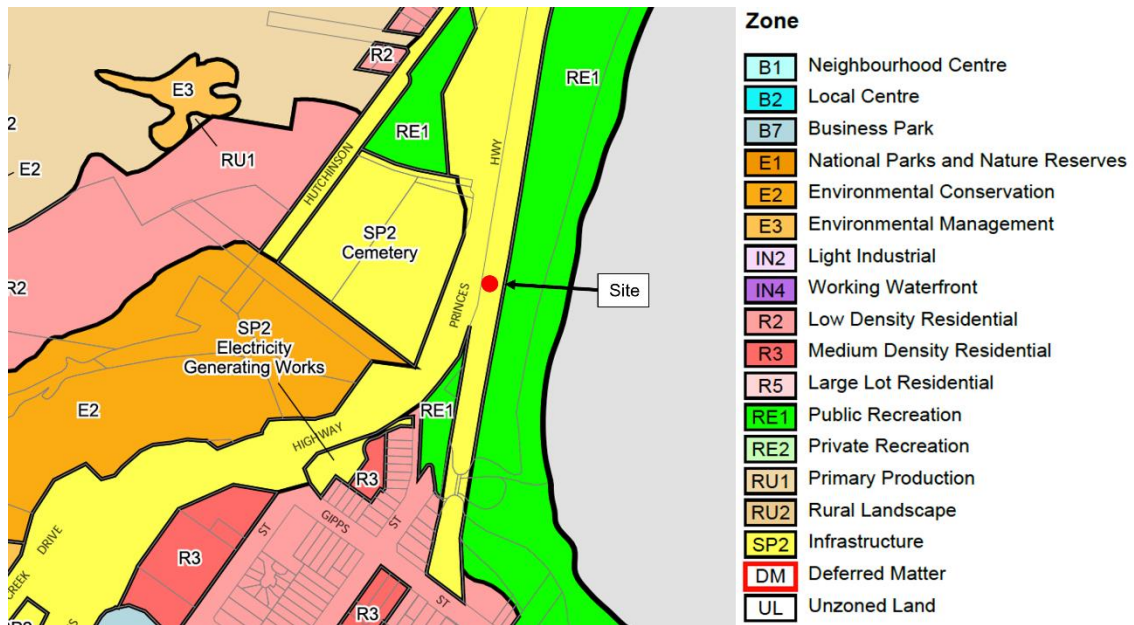 R2
E3
RE1
RE1
2
RU1
E2
HUTCHINSON
HWY
SP2
Cemetery
R2
PRINCES
Site
SP2
Electricity
Generating Works
E2
RE1
HIGHWAY
R3
GIPPS
ST
ST
DRIVE
R3
CREEK
R3
ST
Zone
B1 Neighbourhood Centre
B2 Local Centre
B7 Business Park
E1 National Parks and Nature Reserves
E2 Environmental Conservation
E3 Environmental Management
IN2 Light Industrial
IN4 Working Waterfront
R2 Low Density Residential
R3 Medium Density Residential
R5 Large Lot Residential
RE1 Public Recreation
RE2 Private Recreation
RU1 Primary Production
RU2 Rural Landscape
SP2 Infrastructure
DM Deferred Matter
UL Unzoned Land